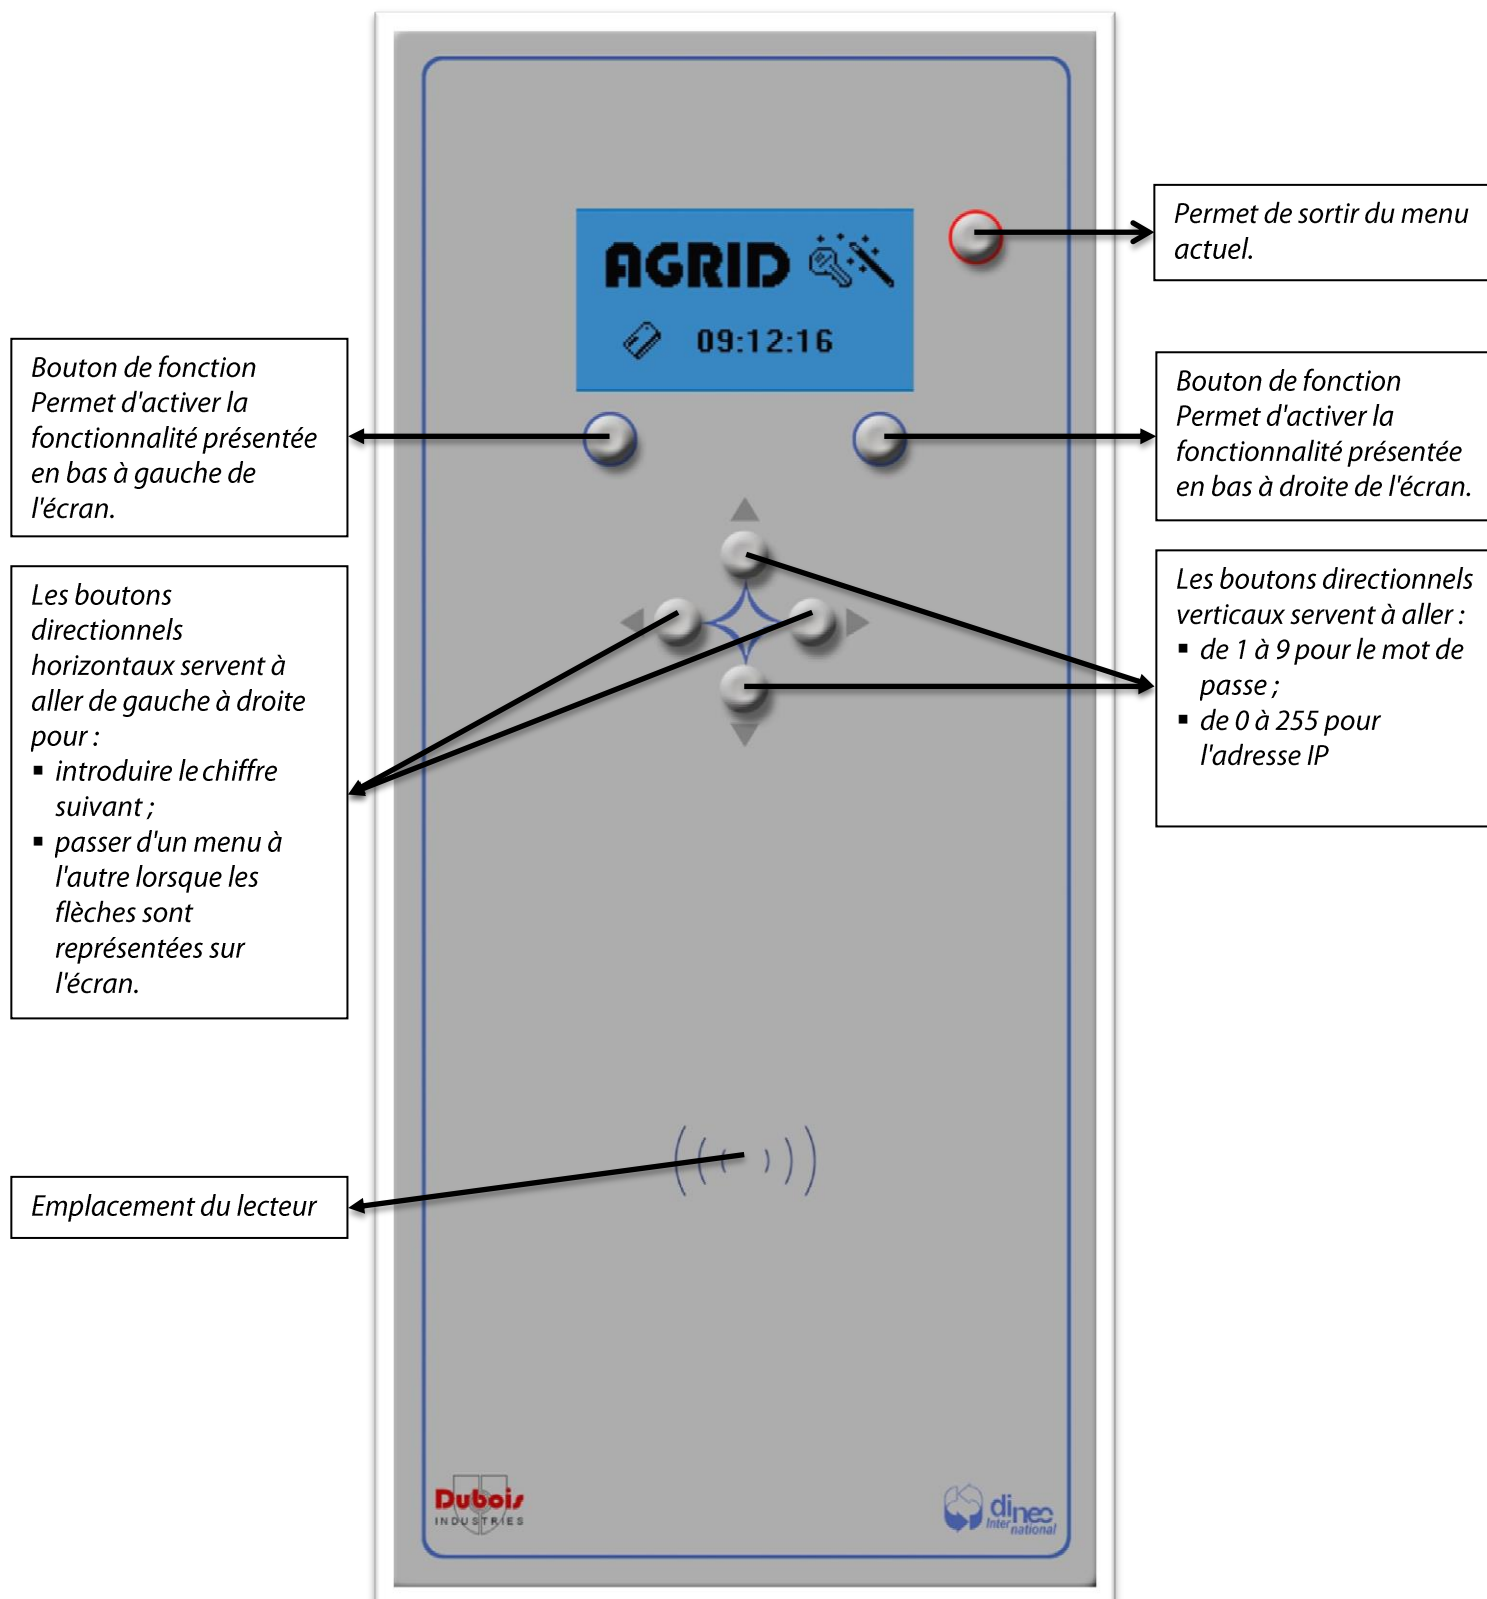 Permet de sortir du menu
actuel.
AGRID
09:12:16
Bouton de fonction
Permet d'activer la
fonctionnalité présentée
en bas à gauche de
l'écran.
Bouton de fonction
Permet d'activer la
fonctionnalité présentée
en bas à droite de l'écran.
Les boutons
directionnels
horizontaux servent à
aller de gauche à droite
pour :
▪ introduire le chiffre
suivant ;
▪ passer d'un menu à
l'autre lorsque les
flèches sont
représentées sur
l'écran.
Les boutons directionnels
verticaux servent à aller :
▪ de 1 à 9 pour le mot de
passe ;
▪ de 0 à 255 pour
l'adresse IP
Emplacement du lecteur
Dubois
INDUSTRIES
dinec
International